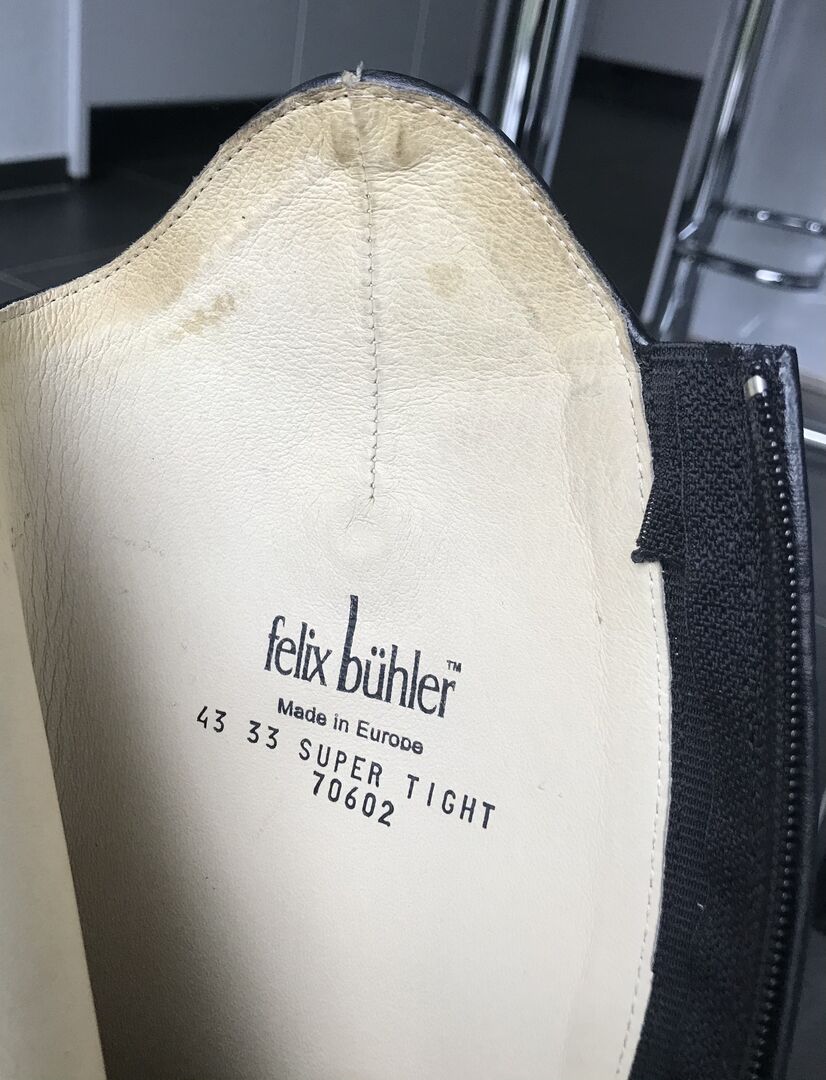 felix bühler™
Made in Europe
43 33 SUPER TIGHT
70602